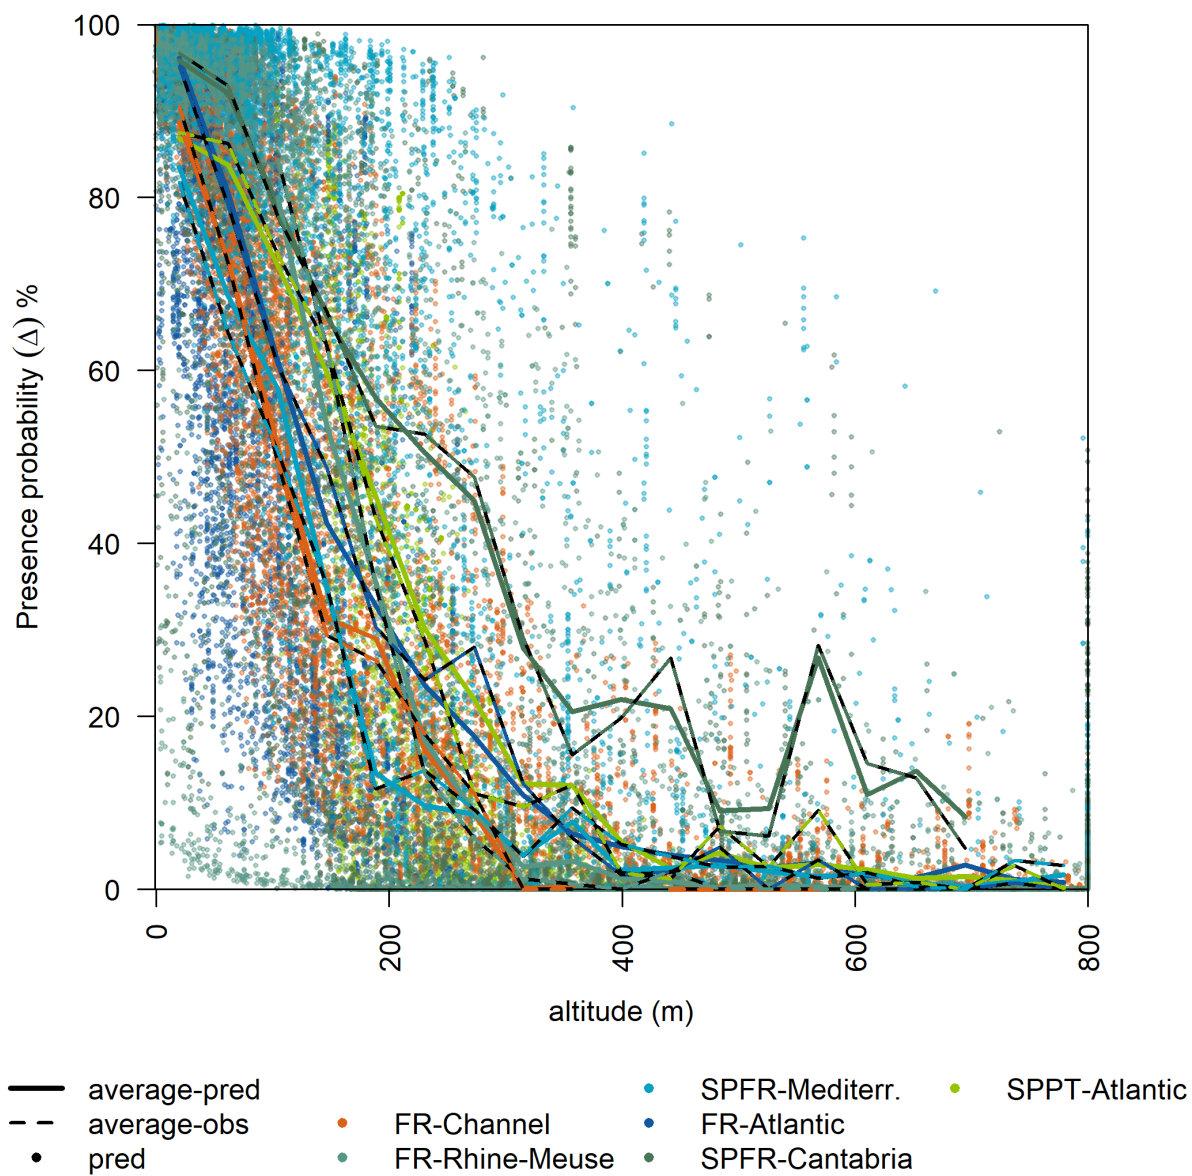 100
80
60
40
20
0
Presence probability (Δ) %
0 200 400 600 800
altitude (m)
average-pred SPFR-Mediterr. SPPT-Atlantic
average-obs FR-Channel FR-Atlantic
pred FR-Rhine-Meuse SPFR-Cantabria